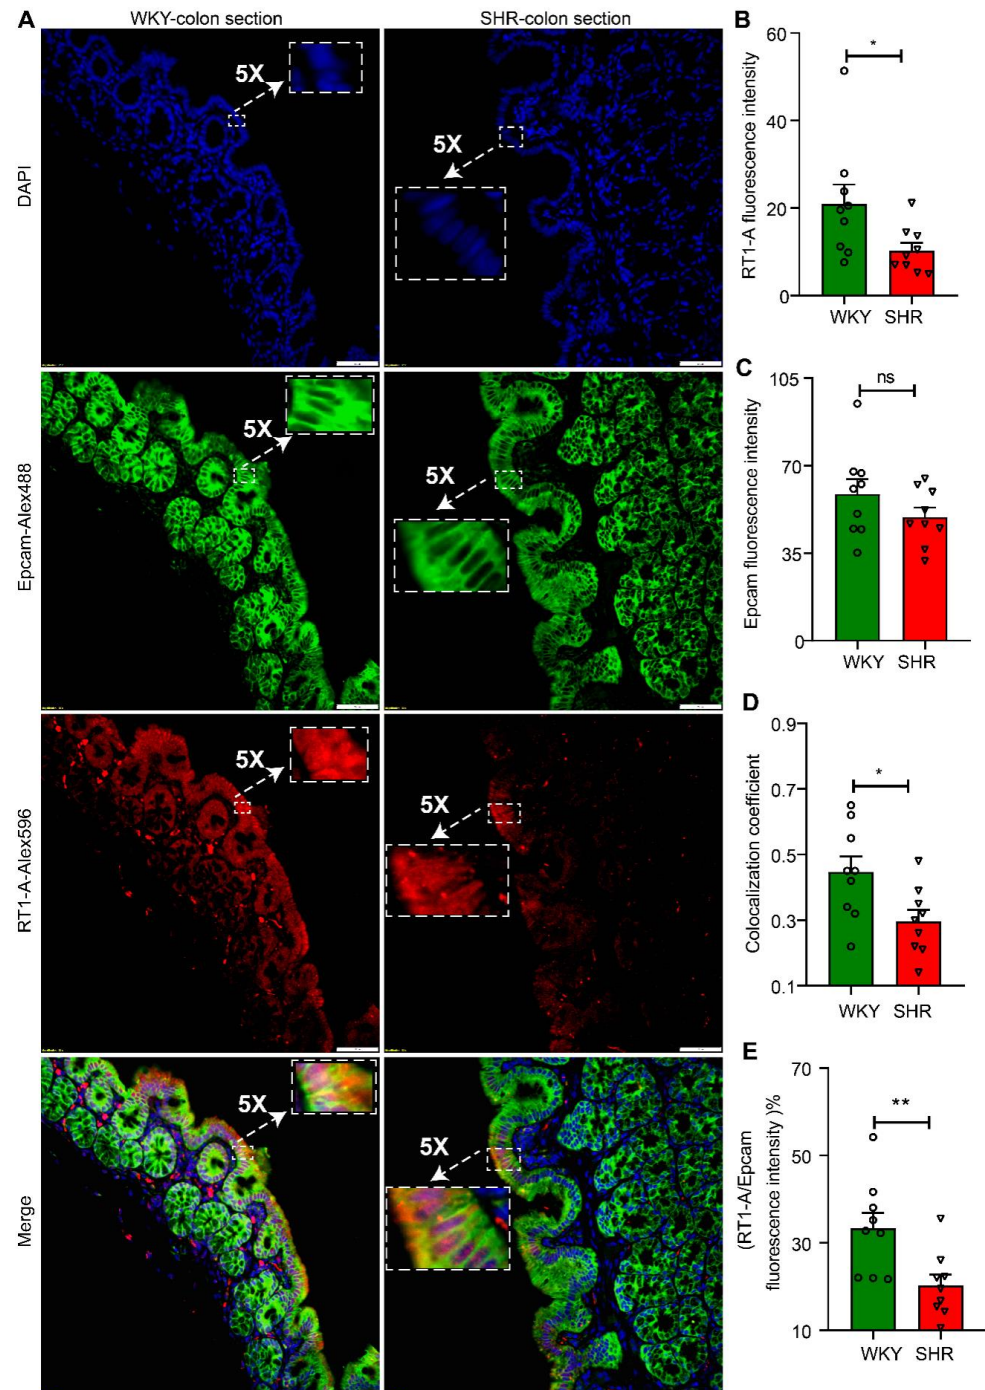 A
WKY-colon section
SHR-colon section
DAPI
5X
5X
Epcam-Alex488
5X
5X
RT1-A-Alex596
5X
5X
Merge
5X
5X
B
RT1-A fluorescence intensity
60
40
20
0
*
WKY
SHR
C
Epcam fluorescence intensity
105
70
35
0
ns
WKY
SHR
D
Colocalization coefficient
0.9
0.7
0.5
0.3
0.1
*
WKY
SHR
E
(RT1-A/Epcam
fluorescence intensity )%
70
50
30
10
**
WKY
SHR